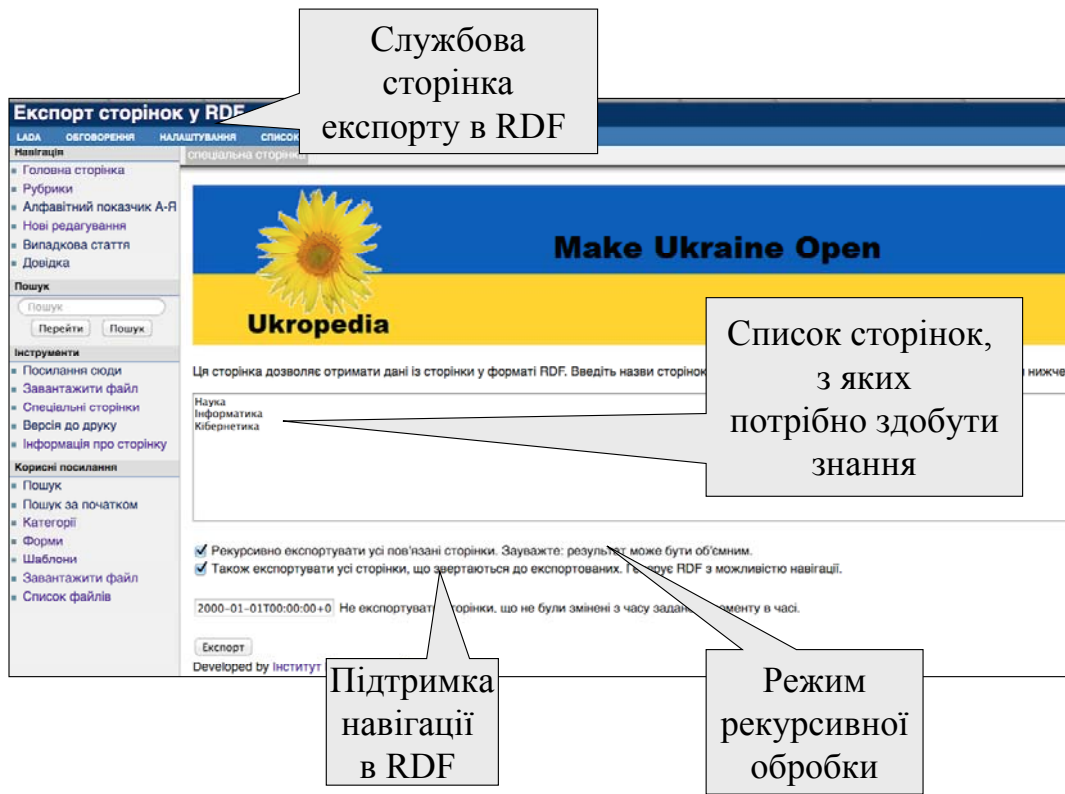 Службова
сторінка
експорту в RDF
Експорт сторінок у RDF
LADA ОБГОВОРЕННЯ НАЛАШТУВАННЯ СПИСОК
спеціальна сторінка
Навігація
Головна сторінка
Рубрики
Алфавітний показчик А-Я
Нові редагування
Випадкова стаття
Довідка
Пошук
Пошук
Перейти Пошук
Інструменти
Посилання сюди
Завантажити файл
Спеціальні сторінки
Версія до друку
Інформація про сторінку
Корисні посилання
Пошук
Пошук за початком
Категорії
Форми
Шаблони
Завантажити файл
Список файлів
Make Ukraine Open
Ukropedia
Ця сторінка дозволяє отримати дані із сторінки у форматі RDF. Введіть назви сторінок нижче
Наука
Інформатика
Кібернетика
Список сторінок,
з яких
потрібно здобути
знання
Рекурсивно експортувати усі пов'язані сторінки. Зауважте: результат може бути об'ємним.
Також експортувати усі сторінки, що звертаються до експортованих. Генерує RDF з можливістю навігації.
2000-01-01T00:00:00+0 Не експортувати сторінки, що не були змінені з часу заданого моменту в часі.
Експорт
Developed by Інститут
Підтримка
навігації
в RDF
Режим
рекурсивної
обробки